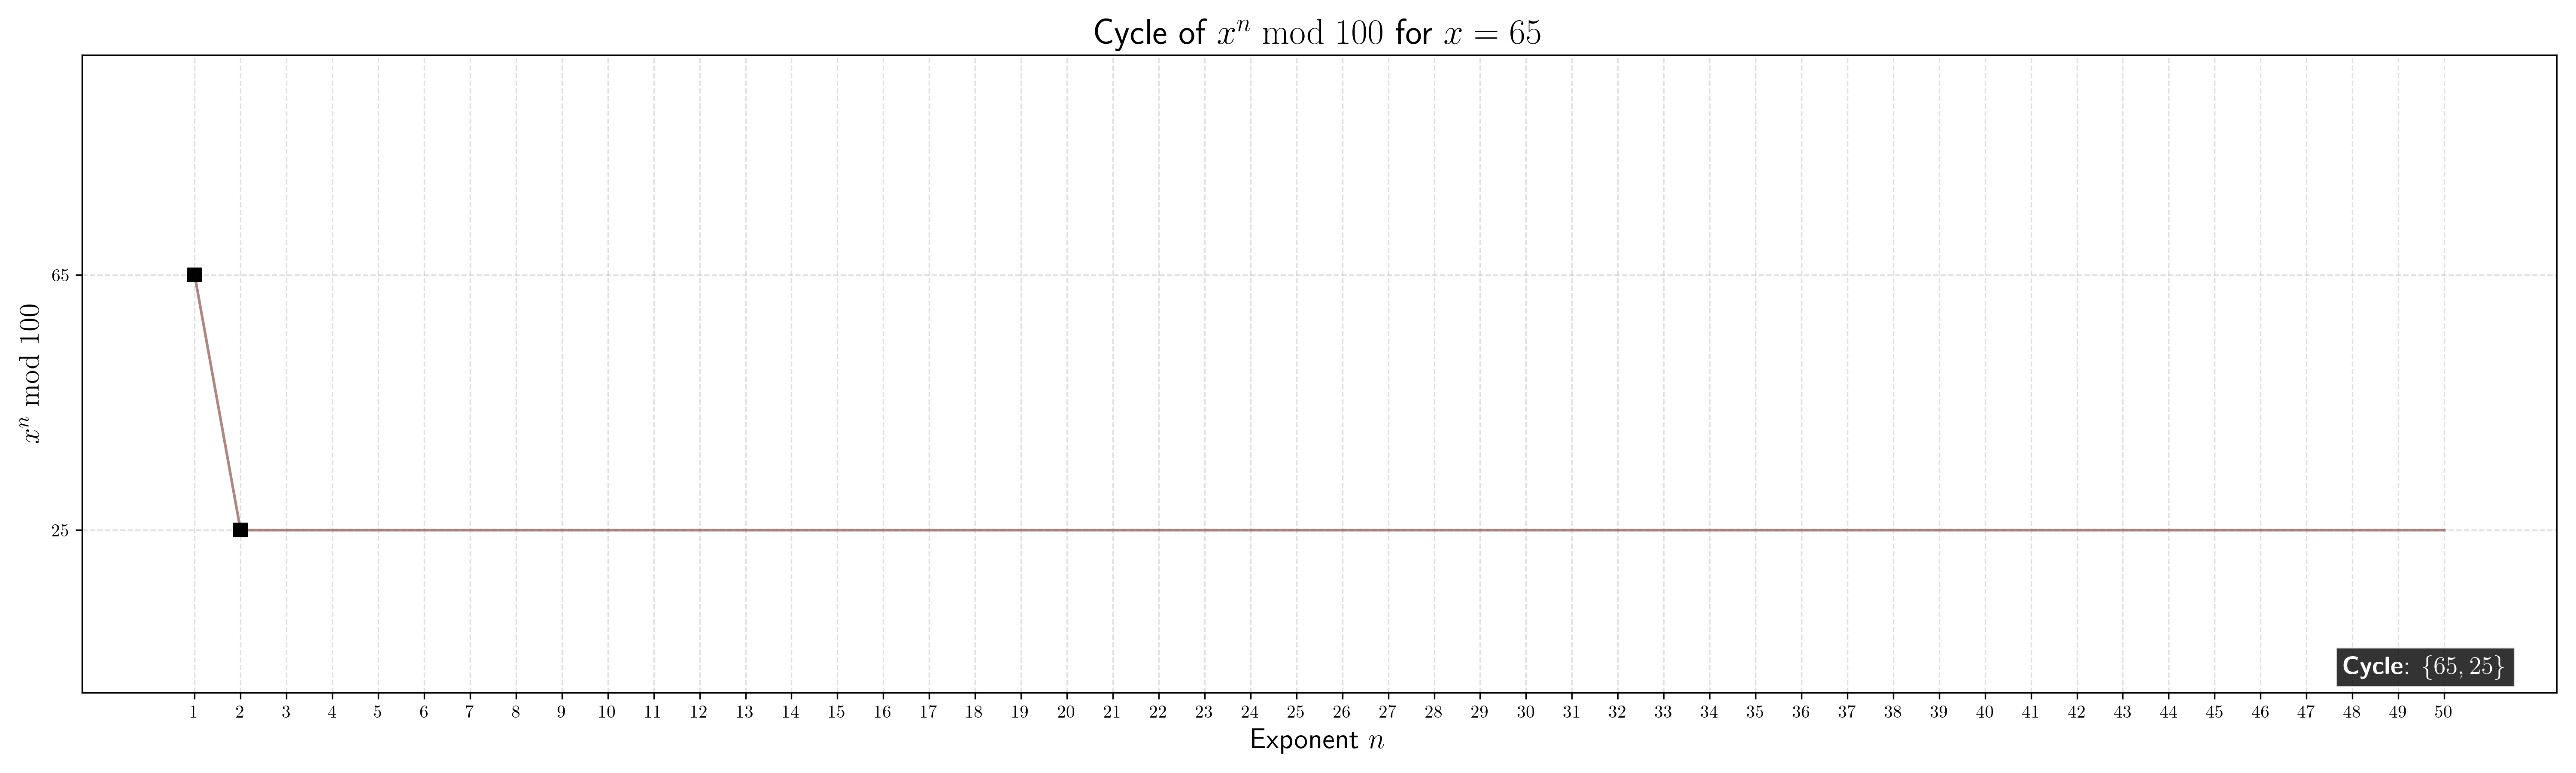 Cycle of xⁿ mod 100 for x = 65
xⁿ mod 100
65
25
1 2 3 4 5 6 7 8 9 10 11 12 13 14 15 16 17 18 19 20 21 22 23 24 25 26 27 28 29 30 31 32 33 34 35 36 37 38 39 40 41 42 43 44 45 46 47 48 49 50
Exponent n
Cycle: {65, 25}